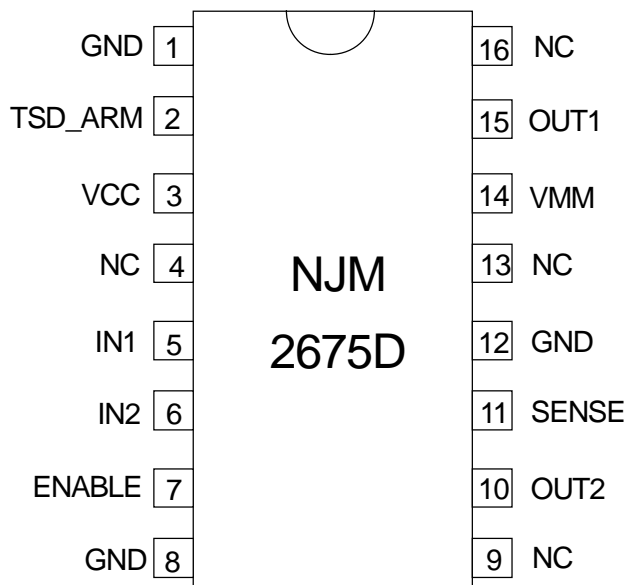 GND 1 16 NC
TSD_ARM 2 15 OUT1
VCC 3 14 VMM
NC 4 13 NC
NJM
IN1 5 12 GND
2675D
IN2 6 11 SENSE
ENABLE 7 10 OUT2
GND 8 9 NC